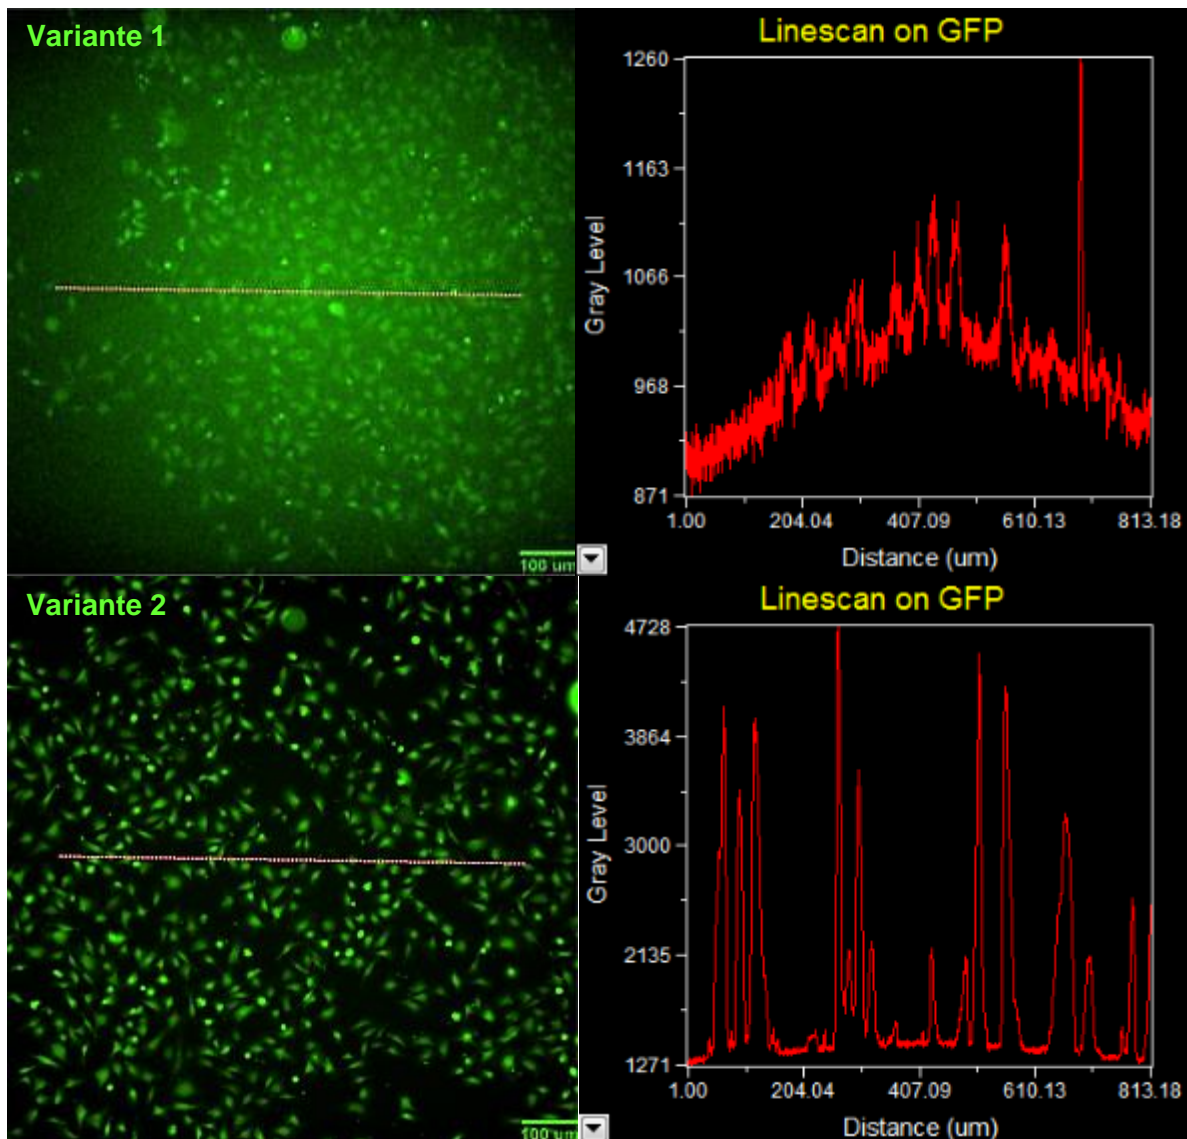 Variante 1
Linescan on GFP
1260
1163
1066
968
871
Gray Level
1.00 204.04 407.09 610.13 813.18
Distance (um)
100 um
Variante 2
Linescan on GFP
4728
3864
3000
2135
1271
Gray Level
1.00 204.04 407.09 610.13 813.18
Distance (um)
100 um